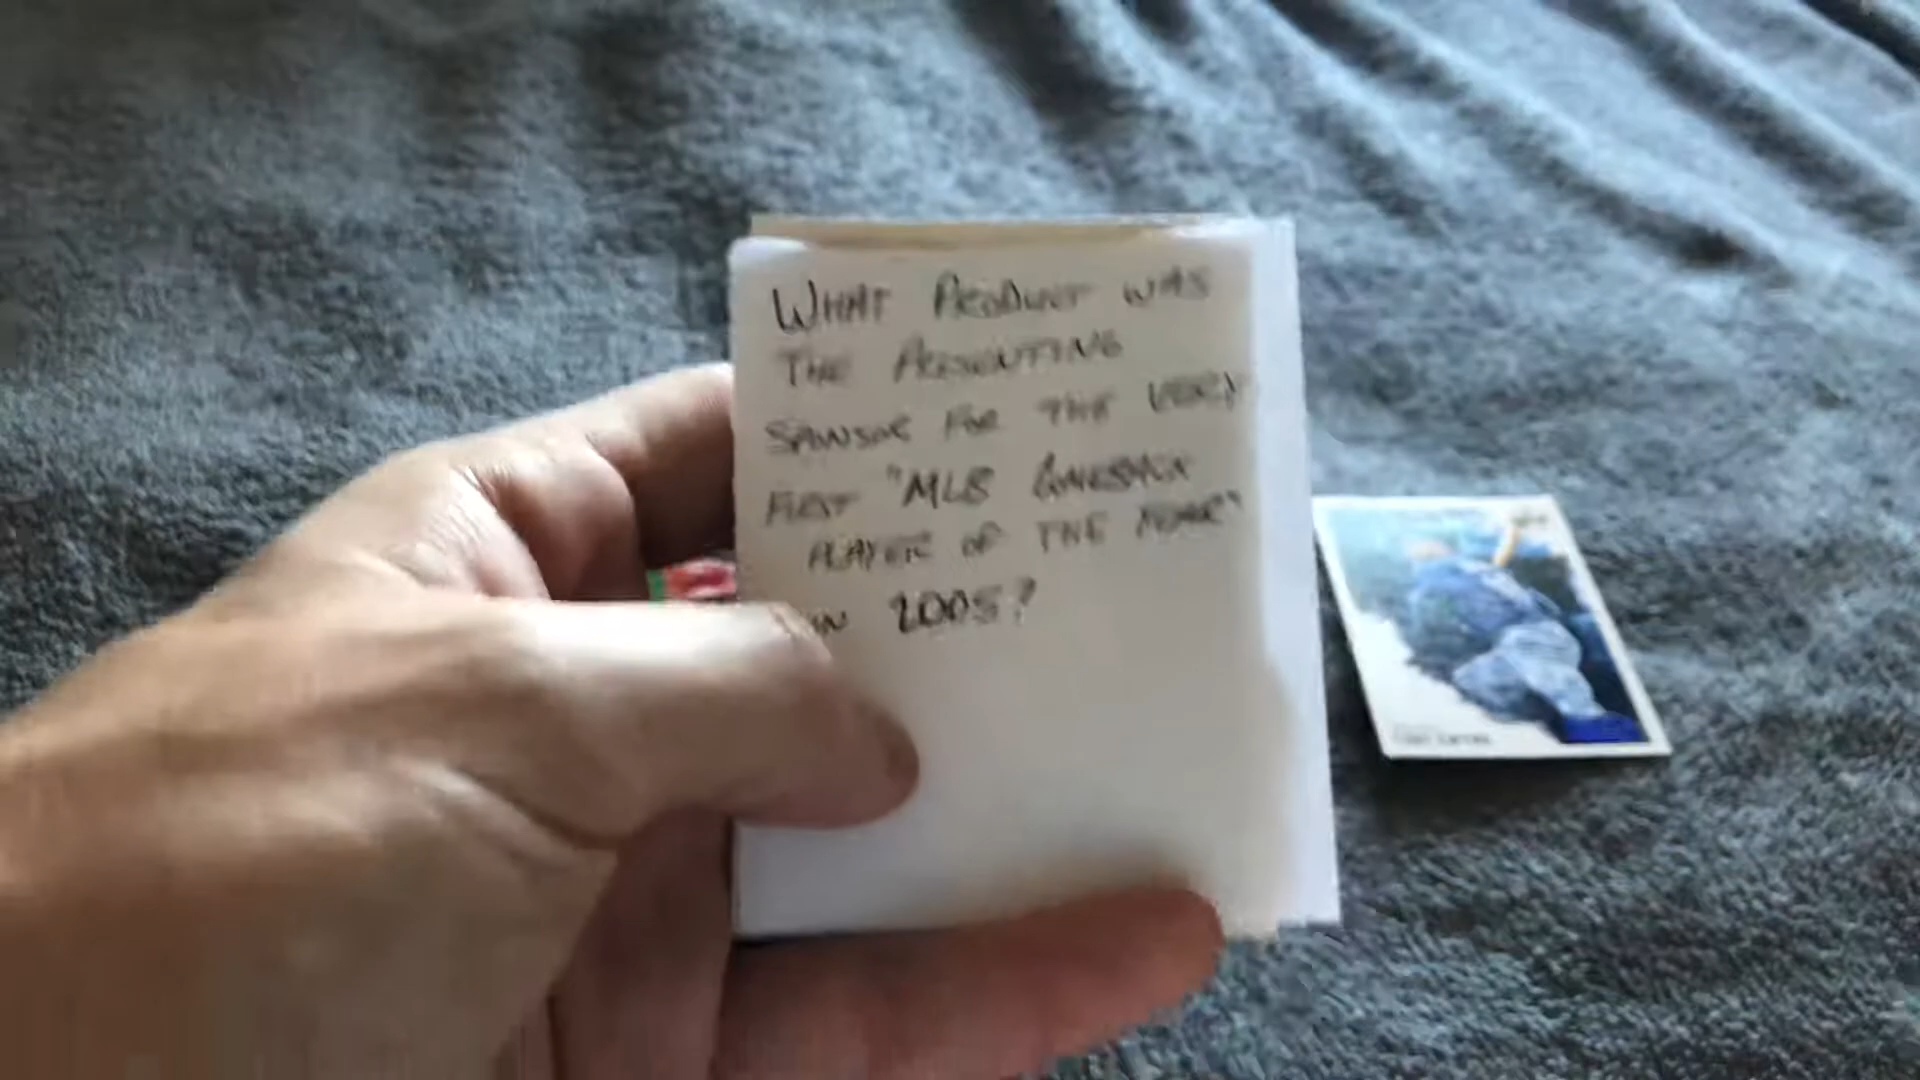 WHAT PRODUCT WAS
THE PRESENTING
SPONSOR FOR THE VERY
FIRST "MLB COMEBACK
PLAYER OF THE YEAR"
IN 2005?